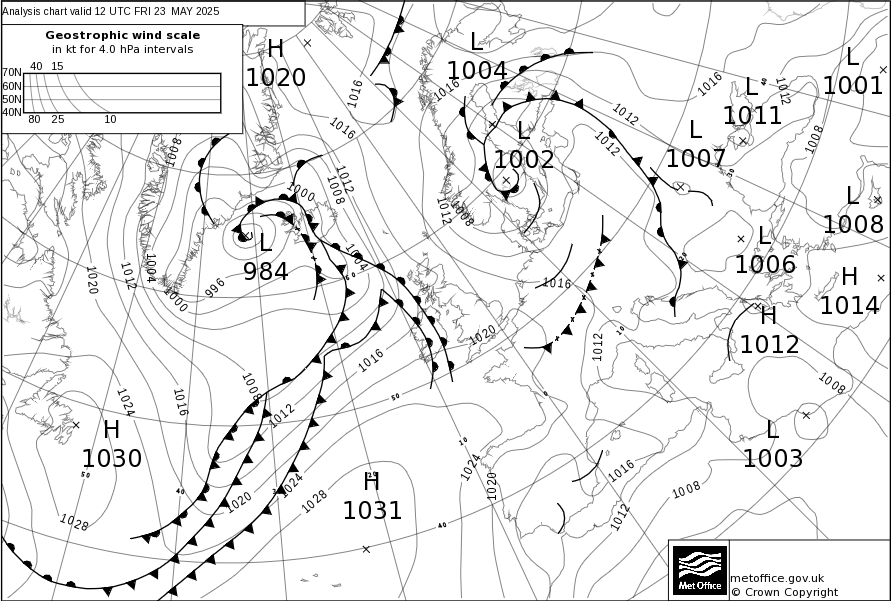 Analysis chart valid 12 UTC FRI 23 MAY 2025
Geostrophic wind scale
in kt for 4.0 hPa intervals
40 15
70N
60N
50N
40N
80 25 10
H
1020
L
1004
L
1001
L
1011
L
1002
L
1007
L
1008
L
984
L
1006
H
1014
H
1012
H
1030
L
1003
H
1031
1016
1016
1016
1016
1012
1012
1012
1008
1008
1012
1008
1000
1012
1008
1004
1004
1012
1020
1000
996
1016
1012
1020
1016
1008
1012
1024
1016
1008
1024
1020
1016
1008
1012
1020
1024
1028
1028
50
40
50
10
40
10
0
metoffice.gov.uk
© Crown Copyright
Met Office